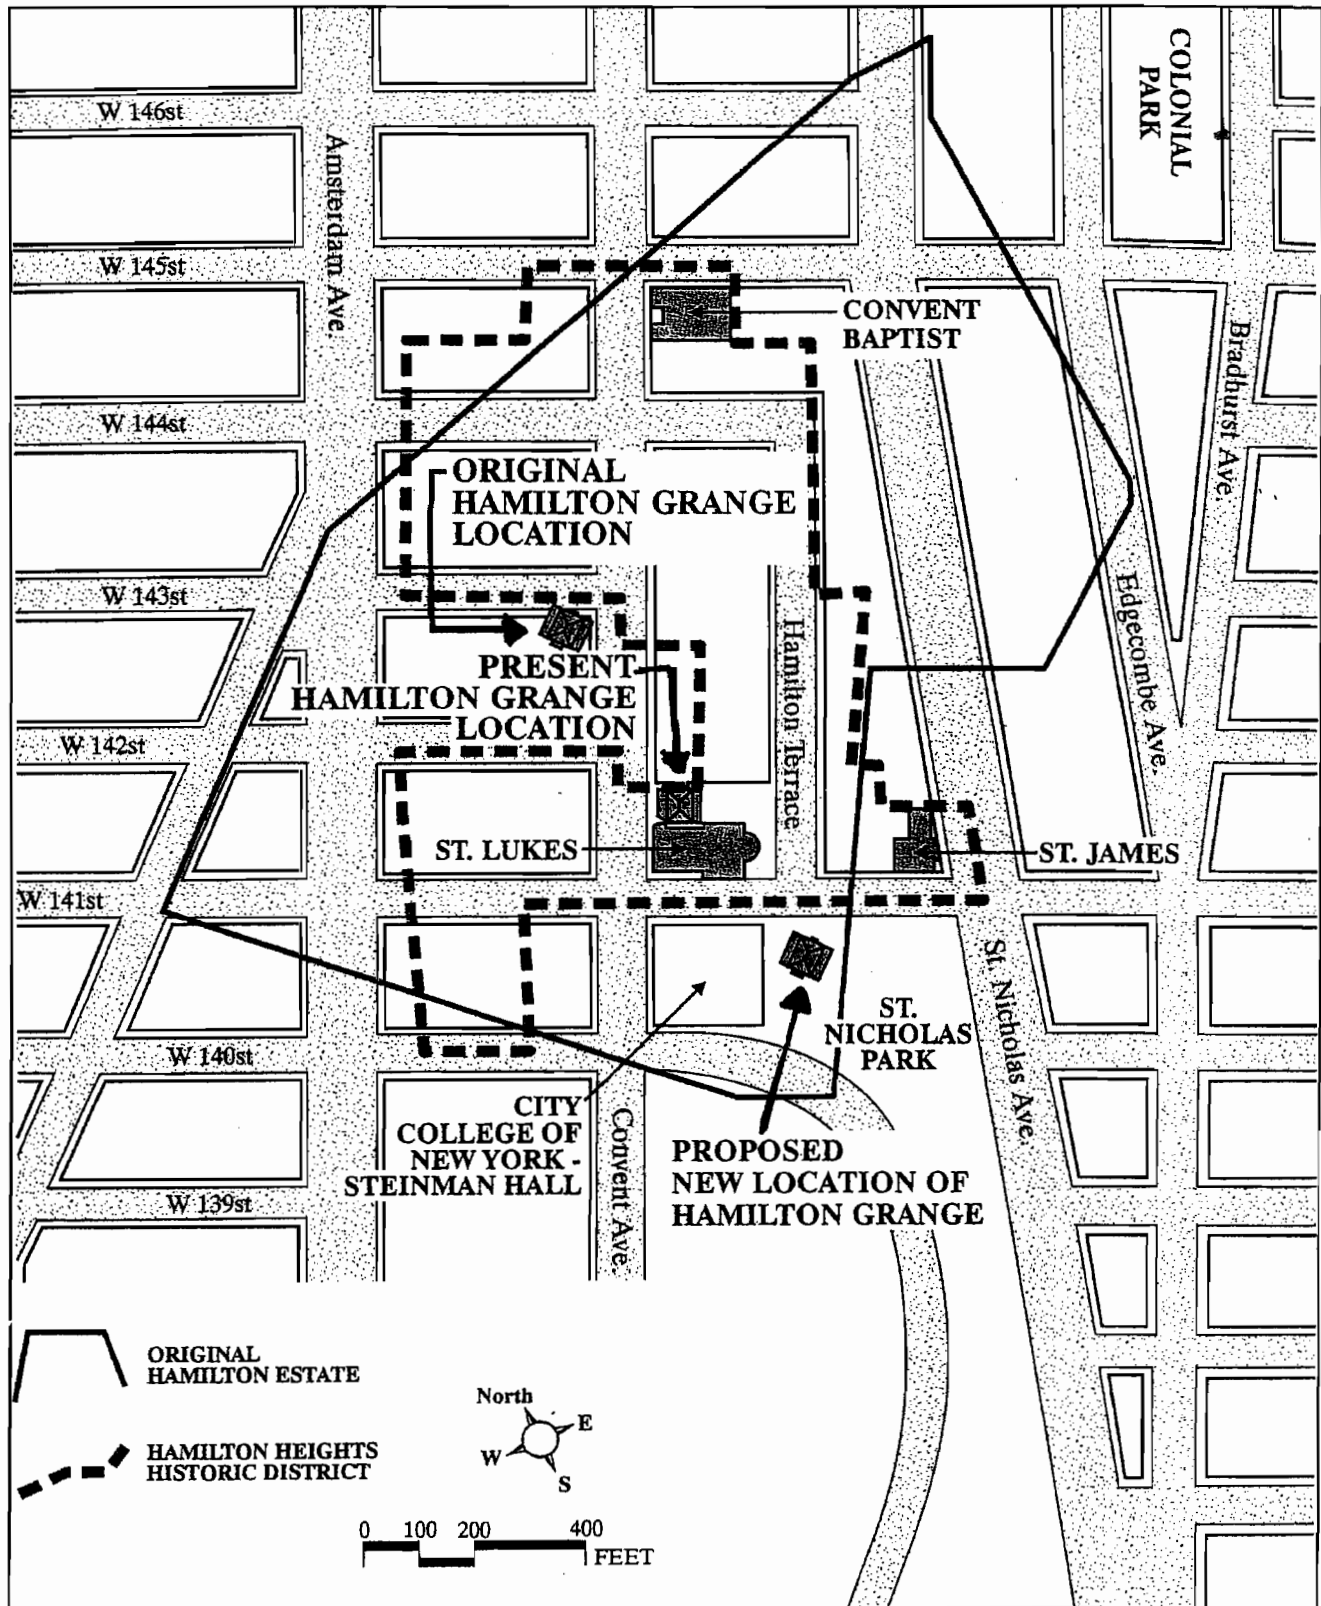 COLONIAL
PARK
W 146st
Amsterdam Ave.
W 145st
CONVENT
BAPTIST
Bradhurst Ave.
W 144st
ORIGINAL
HAMILTON GRANGE
LOCATION
W 143st
Edgecombe Ave.
Hamilton Terrace
PRESENT
HAMILTON GRANGE
LOCATION
W 142st
ST. LUKES
ST. JAMES
W 141st
St. Nicholas Ave.
ST.
NICHOLAS
PARK
W 140st
CITY
COLLEGE OF
NEW YORK -
STEINMAN HALL
Convent Ave.
PROPOSED
NEW LOCATION OF
HAMILTON GRANGE
W 139st
ORIGINAL
HAMILTON ESTATE
HAMILTON HEIGHTS
HISTORIC DISTRICT
North
E
W
S
0 100 200 400
FEET